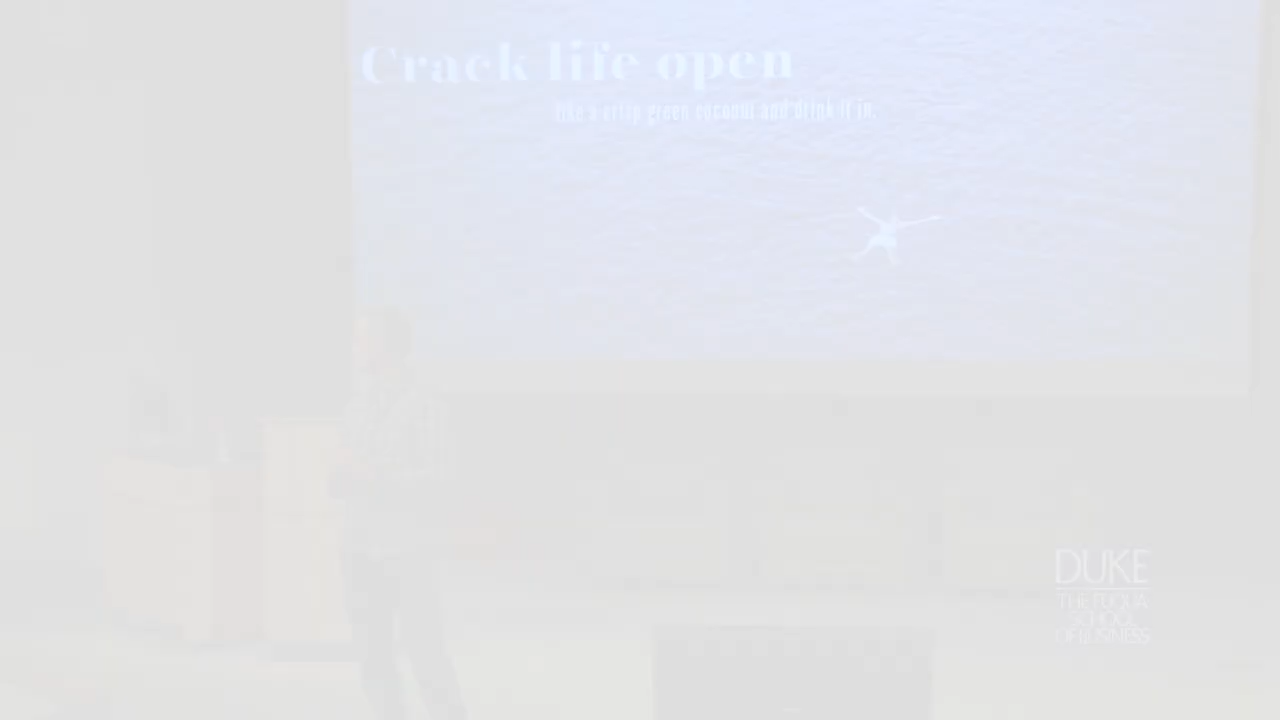 Crack life open
like a crisp green coconut and drink it in.
DUKE
THE FUQUA
SCHOOL
OF BUSINESS